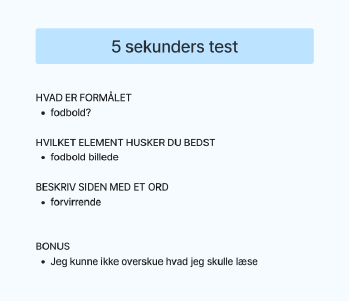 5 sekunders test
HVAD ER FORMÅLET
• fodbold?
HVILKET ELEMENT HUSKER DU BEDST
• fodbold billede
BESKRIV SIDEN MED ET ORD
• forvirrende
BONUS
• Jeg kunne ikke overskue hvad jeg skulle læse